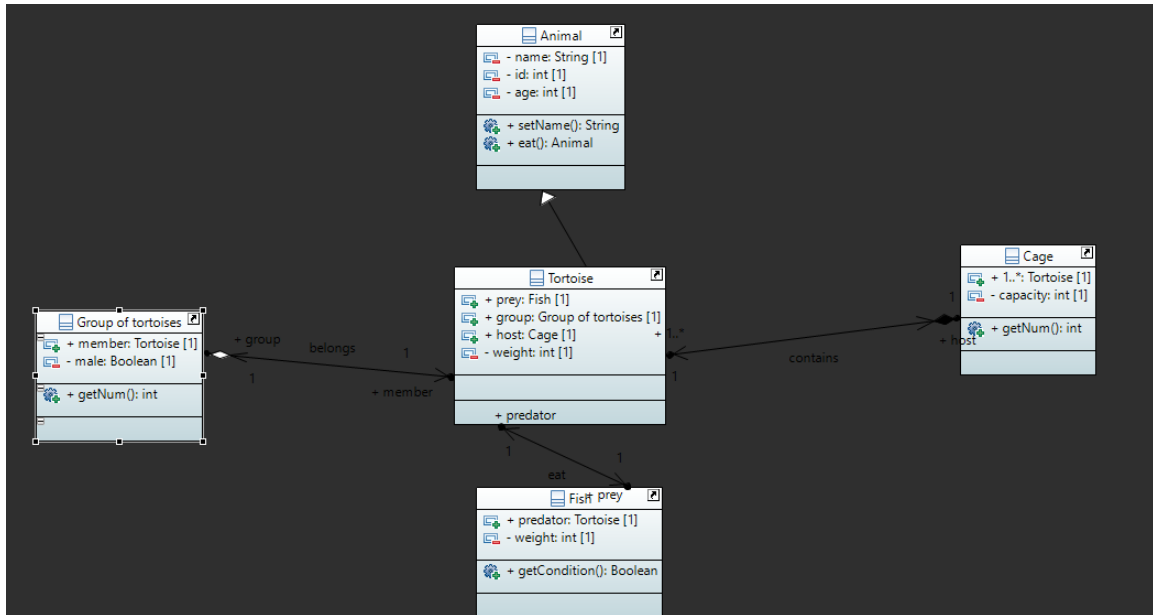 Animal
- name: String [1]
- id: int [1]
- age: int [1]
+ setName(): String
+ eat(): Animal
Tortoise
+ prey: Fish [1]
+ group: Group of tortoises [1]
+ host: Cage [1]
- weight: int [1]
Cage
+ 1..*: Tortoise [1]
- capacity: int [1]
+ getNum(): int
Group of tortoises
+ member: Tortoise [1]
- male: Boolean [1]
+ getNum(): int
+ group
belongs
1
1
+ member
+ 1..*
1
contains
1
+ host
+ predator
1
1
eat
+ prey
Fish
+ predator: Tortoise [1]
- weight: int [1]
+ getCondition(): Boolean